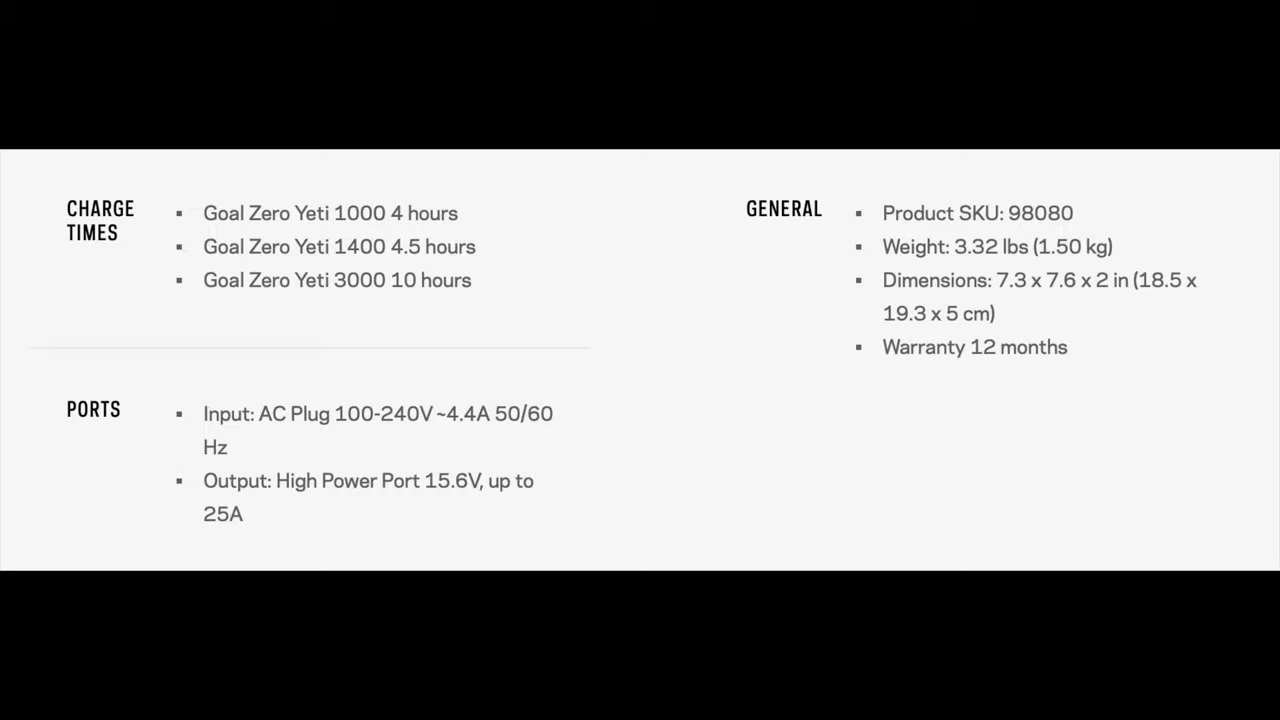 CHARGE
TIMES
▪ Goal Zero Yeti 1000 4 hours
▪ Goal Zero Yeti 1400 4.5 hours
▪ Goal Zero Yeti 3000 10 hours
PORTS
▪ Input: AC Plug 100-240V ~4.4A 50/60
Hz
▪ Output: High Power Port 15.6V, up to
25A
GENERAL
▪ Product SKU: 98080
▪ Weight: 3.32 lbs (1.50 kg)
▪ Dimensions: 7.3 x 7.6 x 2 in (18.5 x
19.3 x 5 cm)
▪ Warranty 12 months